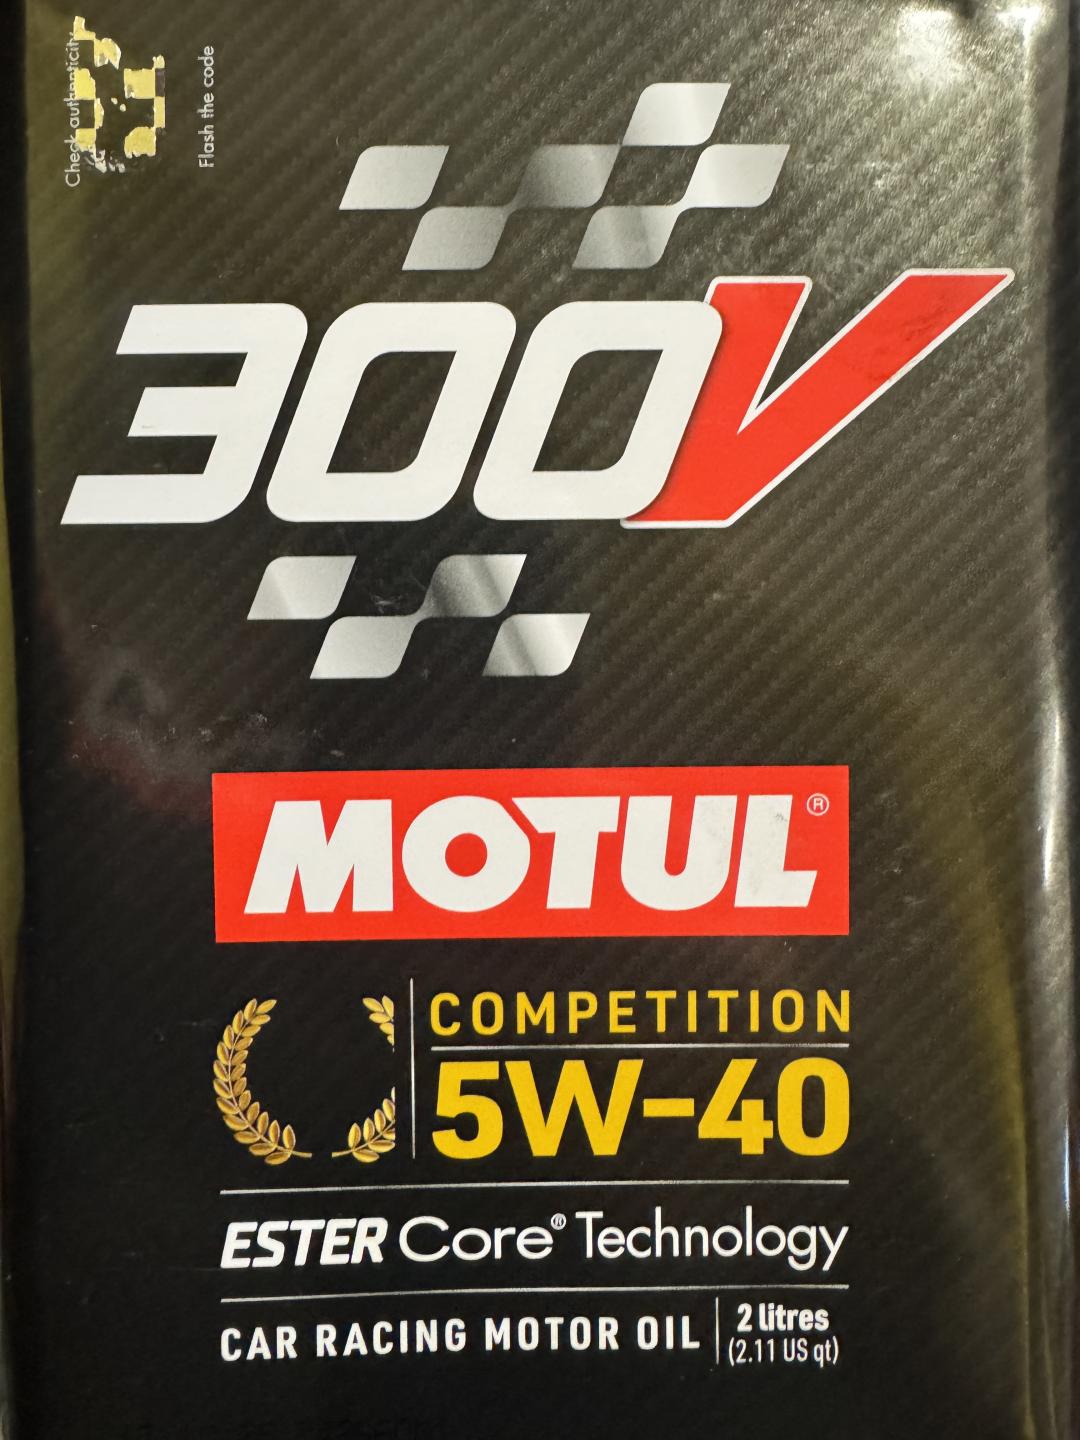 Check authenticity
Flash the code
300V
MOTUL®
COMPETITION
5W-40
ESTER Core® Technology
CAR RACING MOTOR OIL
2 litres
(2.11 US qt)